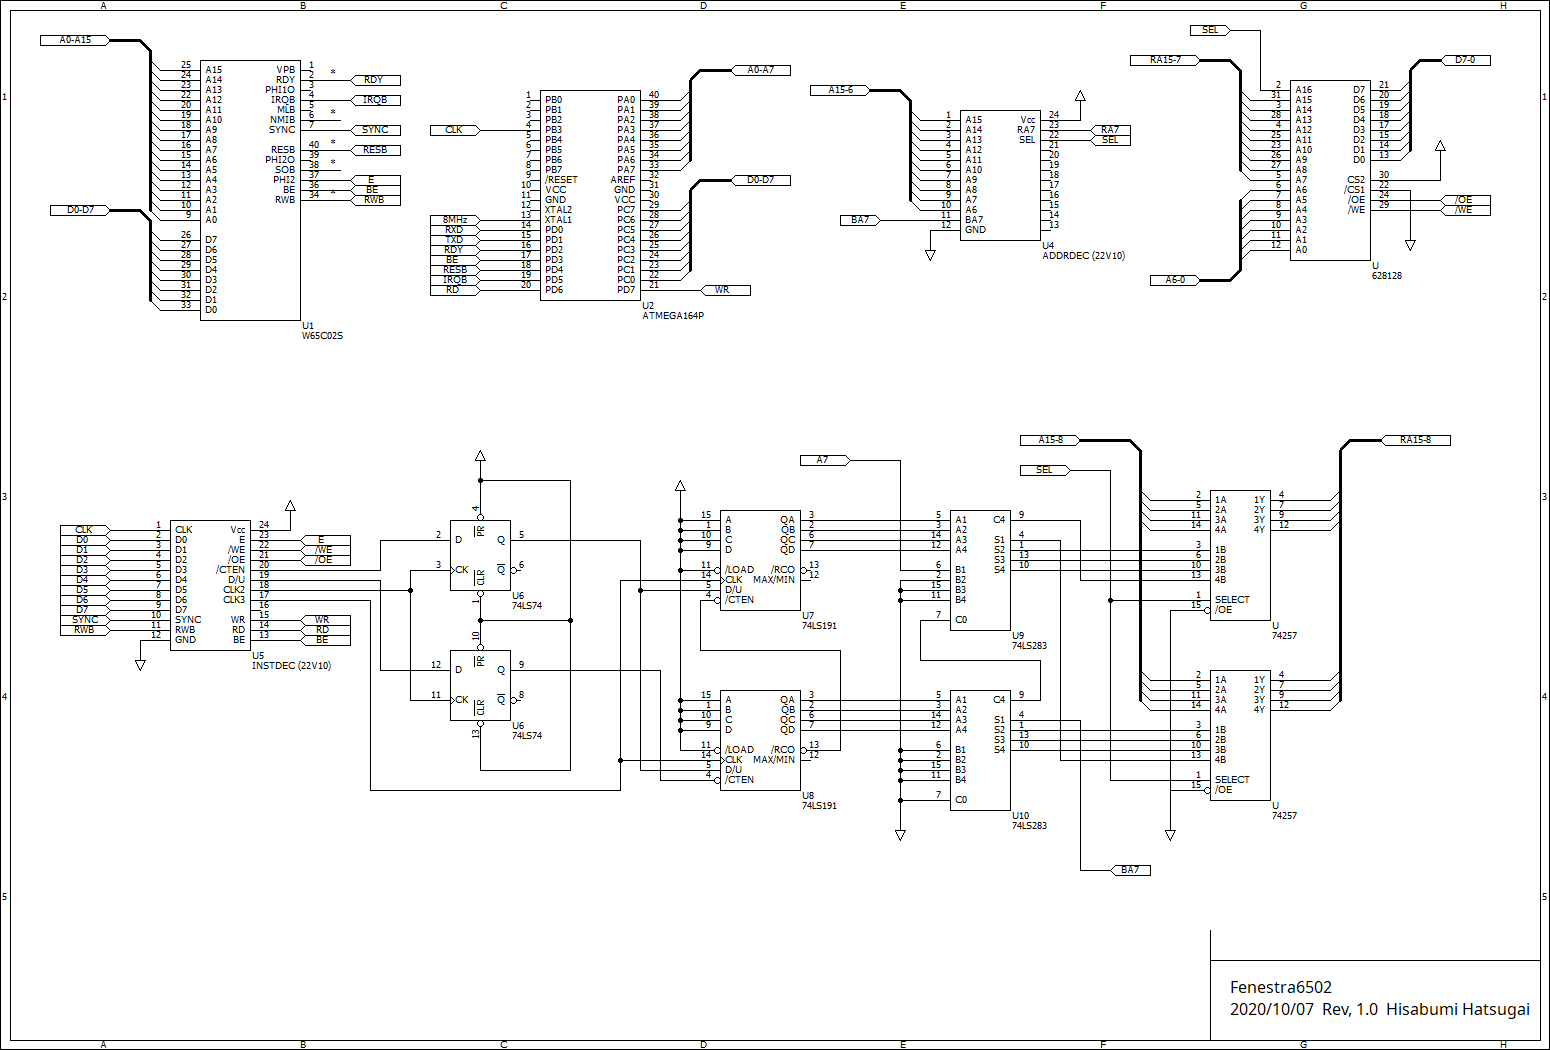 A B C D E F G H
1
2
3
4
5
A0-A15
D0-D7
25 A15
24 A14
23 A13
22 A12
20 A11
19 A10
18 A9
17 A8
16 A7
15 A6
14 A5
13 A4
12 A3
11 A2
10 A1
9 A0
26 D7
27 D6
28 D5
29 D4
30 D3
31 D2
32 D1
33 D0
VPB 1
RDY 2 * RDY
PHI1O 3
IRQB 4 IRQB
MLB 5
NMIB 6 *
SYNC 7 SYNC
RESB 40 * RESB
PHI2O 39
SOB 38 *
PHI2 37 E
BE 36 BE
RWB 34 * RWB
U1
W65C02S
1 PB0
2 PB1
3 PB2
CLK 4 PB3
5 PB4
6 PB5
7 PB6
8 PB7
9 /RESET
10 VCC
11 GND
12 XTAL2
8MHz 13 XTAL1
RXD 14 PD0
TXD 15 PD1
RDY 16 PD2
BE 17 PD3
RESB 18 PD4
IRQB 19 PD5
RD 20 PD6
PA0 40
PA1 39
PA2 38
PA3 37
PA4 36
PA5 35
PA6 34
PA7 33
AREF 32
GND 31
VCC 30
PC7 29
PC6 28
PC5 27
PC4 26
PC3 25
PC2 24
PC1 23
PC0 22
PD7 21 WR
A0-A7
D0-D7
U2
ATMEGA164P
A15-6
1 A15
2 A14
3 A13
4 A12
5 A11
6 A10
7 A9
8 A8
9 A7
10 A6
BA7 11 BA7
12 GND
Vcc 24
RA7 23 RA7
SEL 22 SEL
21
20
19
18
17
16
15
14
13
U4
ADDRDEC (22V10)
SEL
RA15-7
A6-0
D7-0
2 A16
31 A15
3 A14
28 A13
4 A12
25 A11
23 A10
26 A9
27 A8
5 A7
6 A6
7 A5
8 A4
9 A3
10 A2
11 A1
12 A0
D7 21
D6 20
D5 19
D4 18
D3 17
D2 15
D1 14
D0 13
CS2 30
/CS1 22
/OE 24 /OE
/WE 29 /WE
U
628128
CLK 1 CLK
D0 2 D0
D1 3 D1
D2 4 D2
D3 5 D3
D4 6 D4
D5 7 D5
D6 8 D6
D7 9 D7
SYNC 10 SYNC
RWB 11 RWB
12 GND
Vcc 24
E 23 E
/WE 22 /WE
/OE 21 /OE
/CTEN 20
D/U 19
CLK2 18
CLK3 17
16
WR 15 WR
RD 14 RD
BE 13 BE
U5
INSTDEC (22V10)
4 PR
2 D Q 5
3 CK Q 6
CLR 1
U6
74LS74
10 PR
12 D Q 9
11 CK Q 8
CLR 13
U6
74LS74
15 A QA 3
1 B QB 2
10 C QC 6
9 D QD 7
11 /LOAD /RCO 13
14 CLK MAX/MIN 12
5 D/U
4 /CTEN
U7
74LS191
15 A QA 3
1 B QB 2
10 C QC 6
9 D QD 7
11 /LOAD /RCO 13
14 CLK MAX/MIN 12
5 D/U
4 /CTEN
U8
74LS191
A7
5 A1 C4 9
3 A2
14 A3 S1 4
12 A4 S2 1
S3 13
6 B1 S4 10
2 B2
15 B3
11 B4
7 C0
U9
74LS283
5 A1 C4 9
3 A2
14 A3 S1 4
12 A4 S2 1
S3 13
6 B1 S4 10
2 B2
15 B3
11 B4
7 C0
U10
74LS283
BA7
A15-8
SEL
RA15-8
2 1A 1Y 4
5 2A 2Y 7
11 3A 3Y 9
14 4A 4Y 12
3 1B
6 2B
10 3B
13 4B
1 SELECT
15 /OE
U
74257
2 1A 1Y 4
5 2A 2Y 7
11 3A 3Y 9
14 4A 4Y 12
3 1B
6 2B
10 3B
13 4B
1 SELECT
15 /OE
U
74257
Fenestra6502
2020/10/07 Rev, 1.0 Hisabumi Hatsugai
1
2
3
4
5
A B C D E F G H